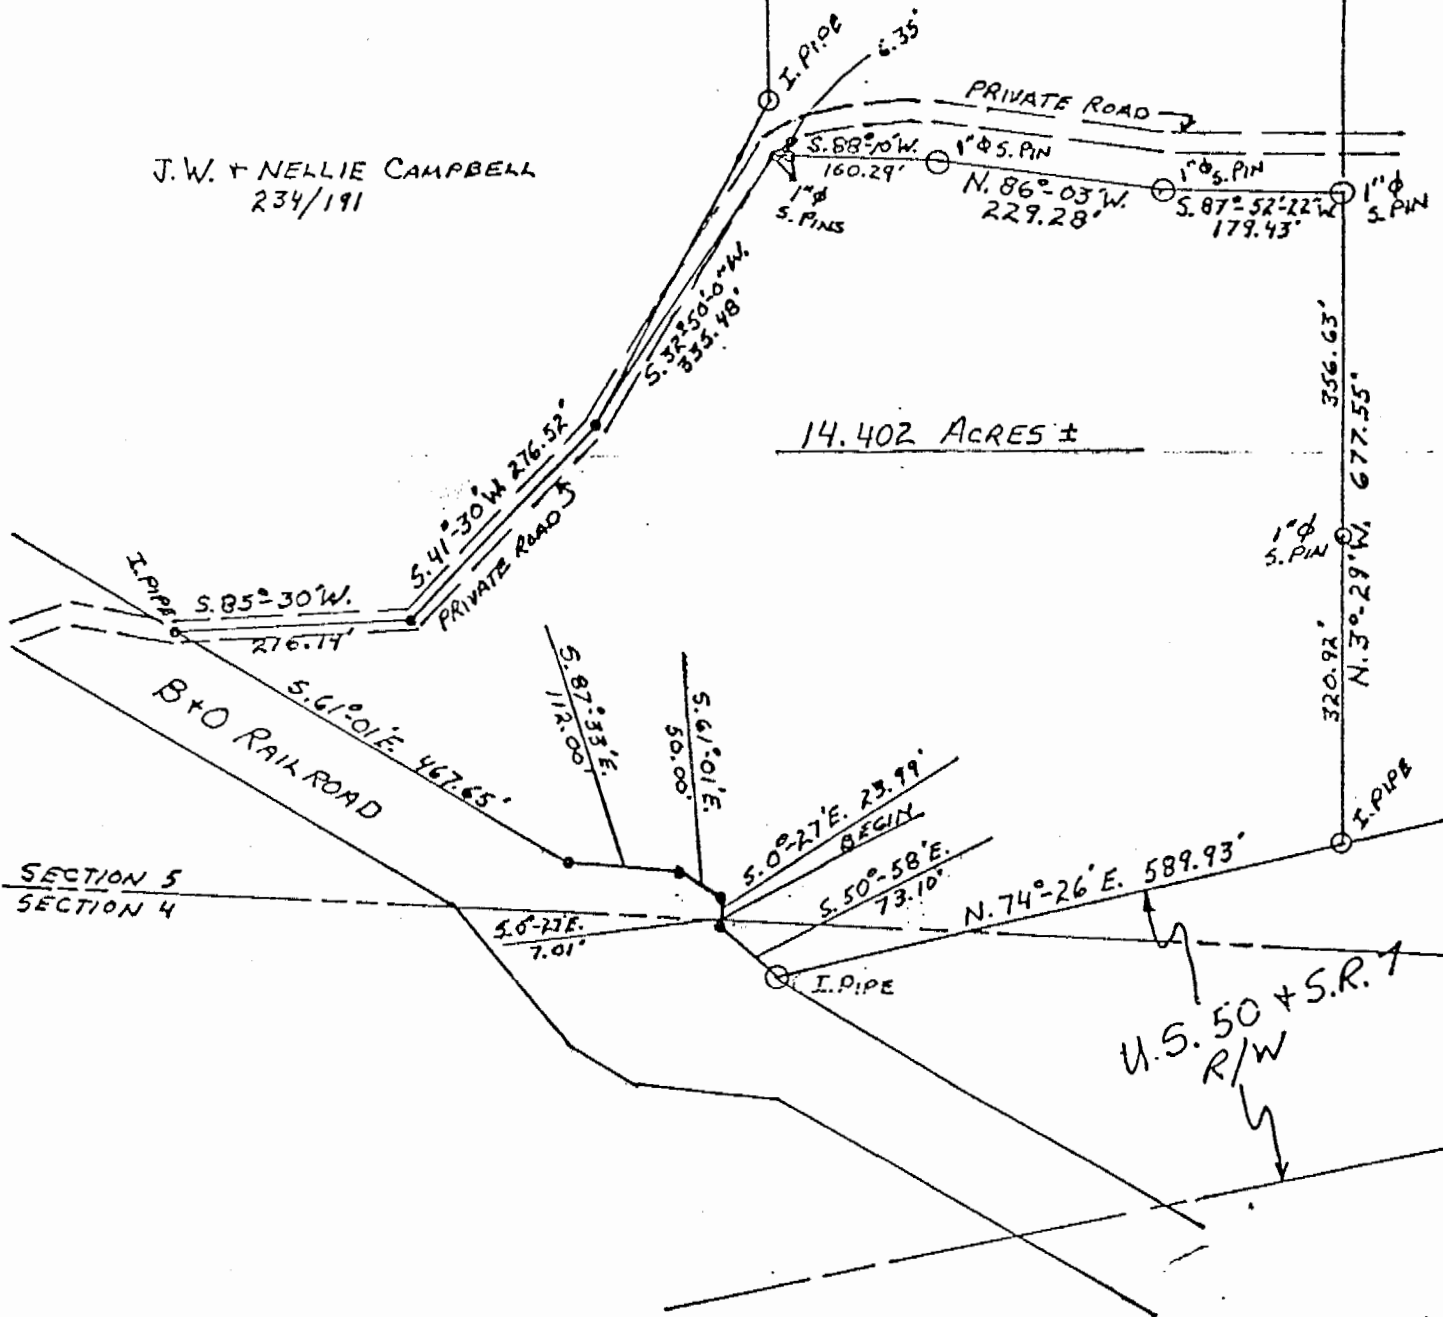 I. PIPE
6.35'
PRIVATE ROAD
J.W. + NELLIE CAMPBELL
234/191
S. 88°-10' W.
160.29'
1"φ S. PIN
1"φ
S. PINS
N. 86°-03' W.
229.28'
1"φ S. PIN
S. 87°-52'-22" W
179.43'
1"φ
S. PIN
S. 32°-50'-0" W.
335.48'
356.63'
N. 3°-29' W. 677.55'
14.402 ACRES ±
S. 41°-30' W. 276.52'
PRIVATE ROAD
1"φ
S. PIN
I. PIPE
S. 85°-30' W.
276.14'
320.92'
B+O RAILROAD
S. 61°-01' E. 467.65'
S. 87°-33' E.
112.00'
S. 61°-01' E.
50.00'
S. 0°-27' E. 23.99'
BEGIN
S. 50°-58' E.
73.10'
I. PIPE
N. 74°-26' E. 589.93'
SECTION 5
SECTION 4
S. 0°-27' E.
7.01'
I. PIPE
U.S. 50 + S.R. 7
R/W